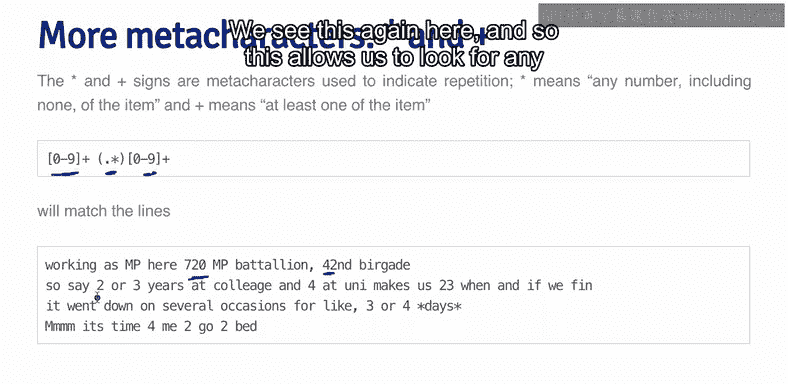 More metacharacters: * and +
We see this again here, and so
this allows us to look for any
The * and + signs are metacharacters used to indicate repetition; * means “any number, including
none, of the item” and + means “at least one of the item”
[0-9]+ (.*)[0-9]+
will match the lines
working as MP here 720 MP battallion, 42nd birgade
so say 2 or 3 years at colleage and 4 at uni makes us 23 when and if we fin
it went down on several occasions for like, 3 or 4 *days*
Mmmm its time 4 me 2 go 2 bed